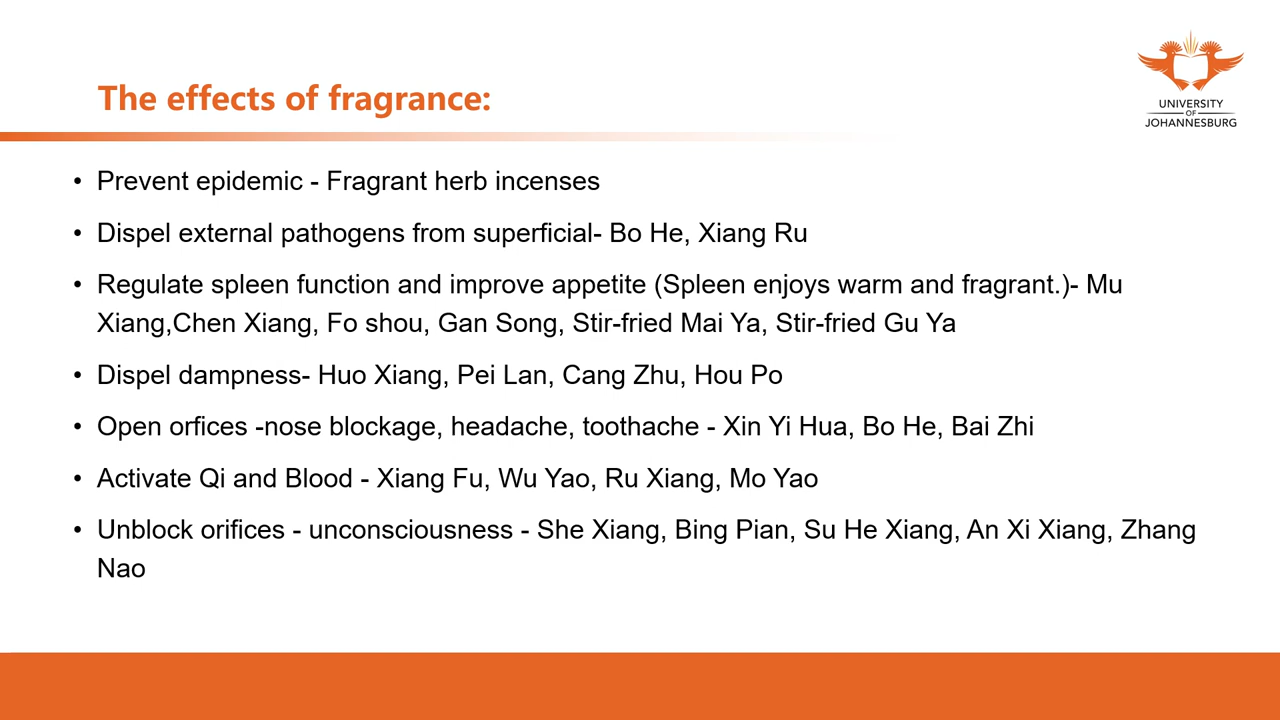 The effects of fragrance:
UNIVERSITY
OF
JOHANNESBURG
• Prevent epidemic - Fragrant herb incenses
• Dispel external pathogens from superficial- Bo He, Xiang Ru
• Regulate spleen function and improve appetite (Spleen enjoys warm and fragrant.)- Mu
Xiang,Chen Xiang, Fo shou, Gan Song, Stir-fried Mai Ya, Stir-fried Gu Ya
• Dispel dampness- Huo Xiang, Pei Lan, Cang Zhu, Hou Po
• Open orfices -nose blockage, headache, toothache - Xin Yi Hua, Bo He, Bai Zhi
• Activate Qi and Blood - Xiang Fu, Wu Yao, Ru Xiang, Mo Yao
• Unblock orifices - unconsciousness - She Xiang, Bing Pian, Su He Xiang, An Xi Xiang, Zhang
Nao